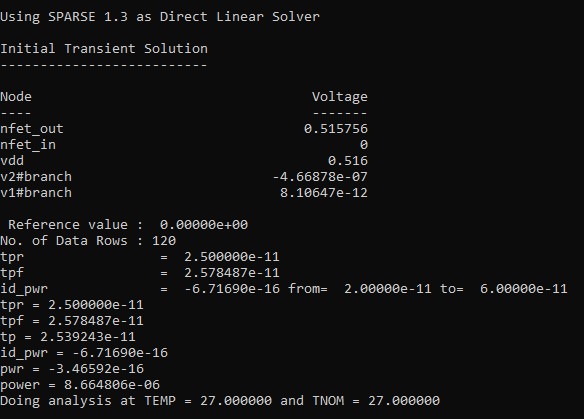 Using SPARSE 1.3 as Direct Linear Solver
Initial Transient Solution
--------------------------
Node                                   Voltage
----                                   -------
nfet_out                              0.515756
nfet_in                                      0
vdd                                      0.516
v2#branch                         -4.66878e-07
v1#branch                          8.10647e-12
 Reference value :  0.00000e+00
No. of Data Rows : 120
tpr                 =  2.500000e-11
tpf                 =  2.578487e-11
id_pwr              =  -6.71690e-16 from=  2.00000e-11 to=  6.00000e-11
tpr = 2.500000e-11
tpf = 2.578487e-11
tp = 2.539243e-11
id_pwr = -6.71690e-16
pwr = -3.46592e-16
power = 8.664806e-06
Doing analysis at TEMP = 27.000000 and TNOM = 27.000000